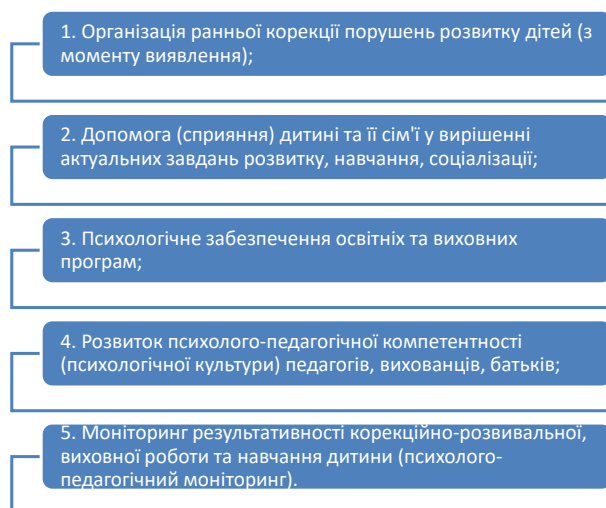 1. Організація ранньої корекції порушень розвитку дітей (з
моменту виявлення);
2. Допомога (сприяння) дитині та її сім'ї у вирішенні
актуальних завдань розвитку, навчання, соціалізації;
3. Психологічне забезпечення освітніх та виховних
програм;
4. Розвиток психолого-педагогічної компетентності
(психологічної культури) педагогів, вихованців, батьків;
5. Моніторинг результативності корекційно-розвивальної,
виховної роботи та навчання дитини (психолого-
педагогічний моніторинг).